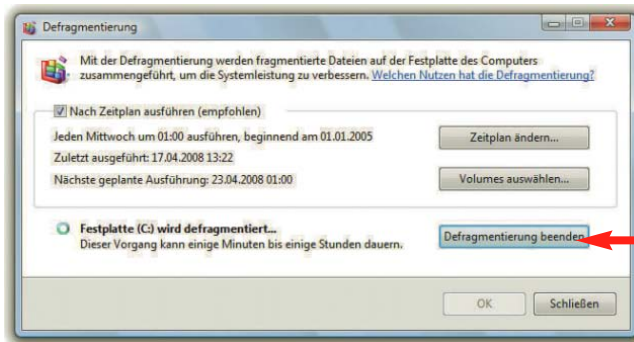 Defragmentierung
Mit der Defragmentierung werden fragmentierte Dateien auf der Festplatte des Computers
zusammengeführt, um die Systemleistung zu verbessern. Welchen Nutzen hat die Defragmentierung?
Nach Zeitplan ausführen (empfohlen)
Jeden Mittwoch um 01:00 ausführen, beginnend am 01.01.2005
Zeitplan ändern...
Zuletzt ausgeführt: 17.04.2008 13:22
Nächste geplante Ausführung: 23.04.2008 01:00
Volumes auswählen...
Festplatte (C:) wird defragmentiert...
Dieser Vorgang kann einige Minuten bis einige Stunden dauern.
Defragmentierung beenden
OK
Schließen